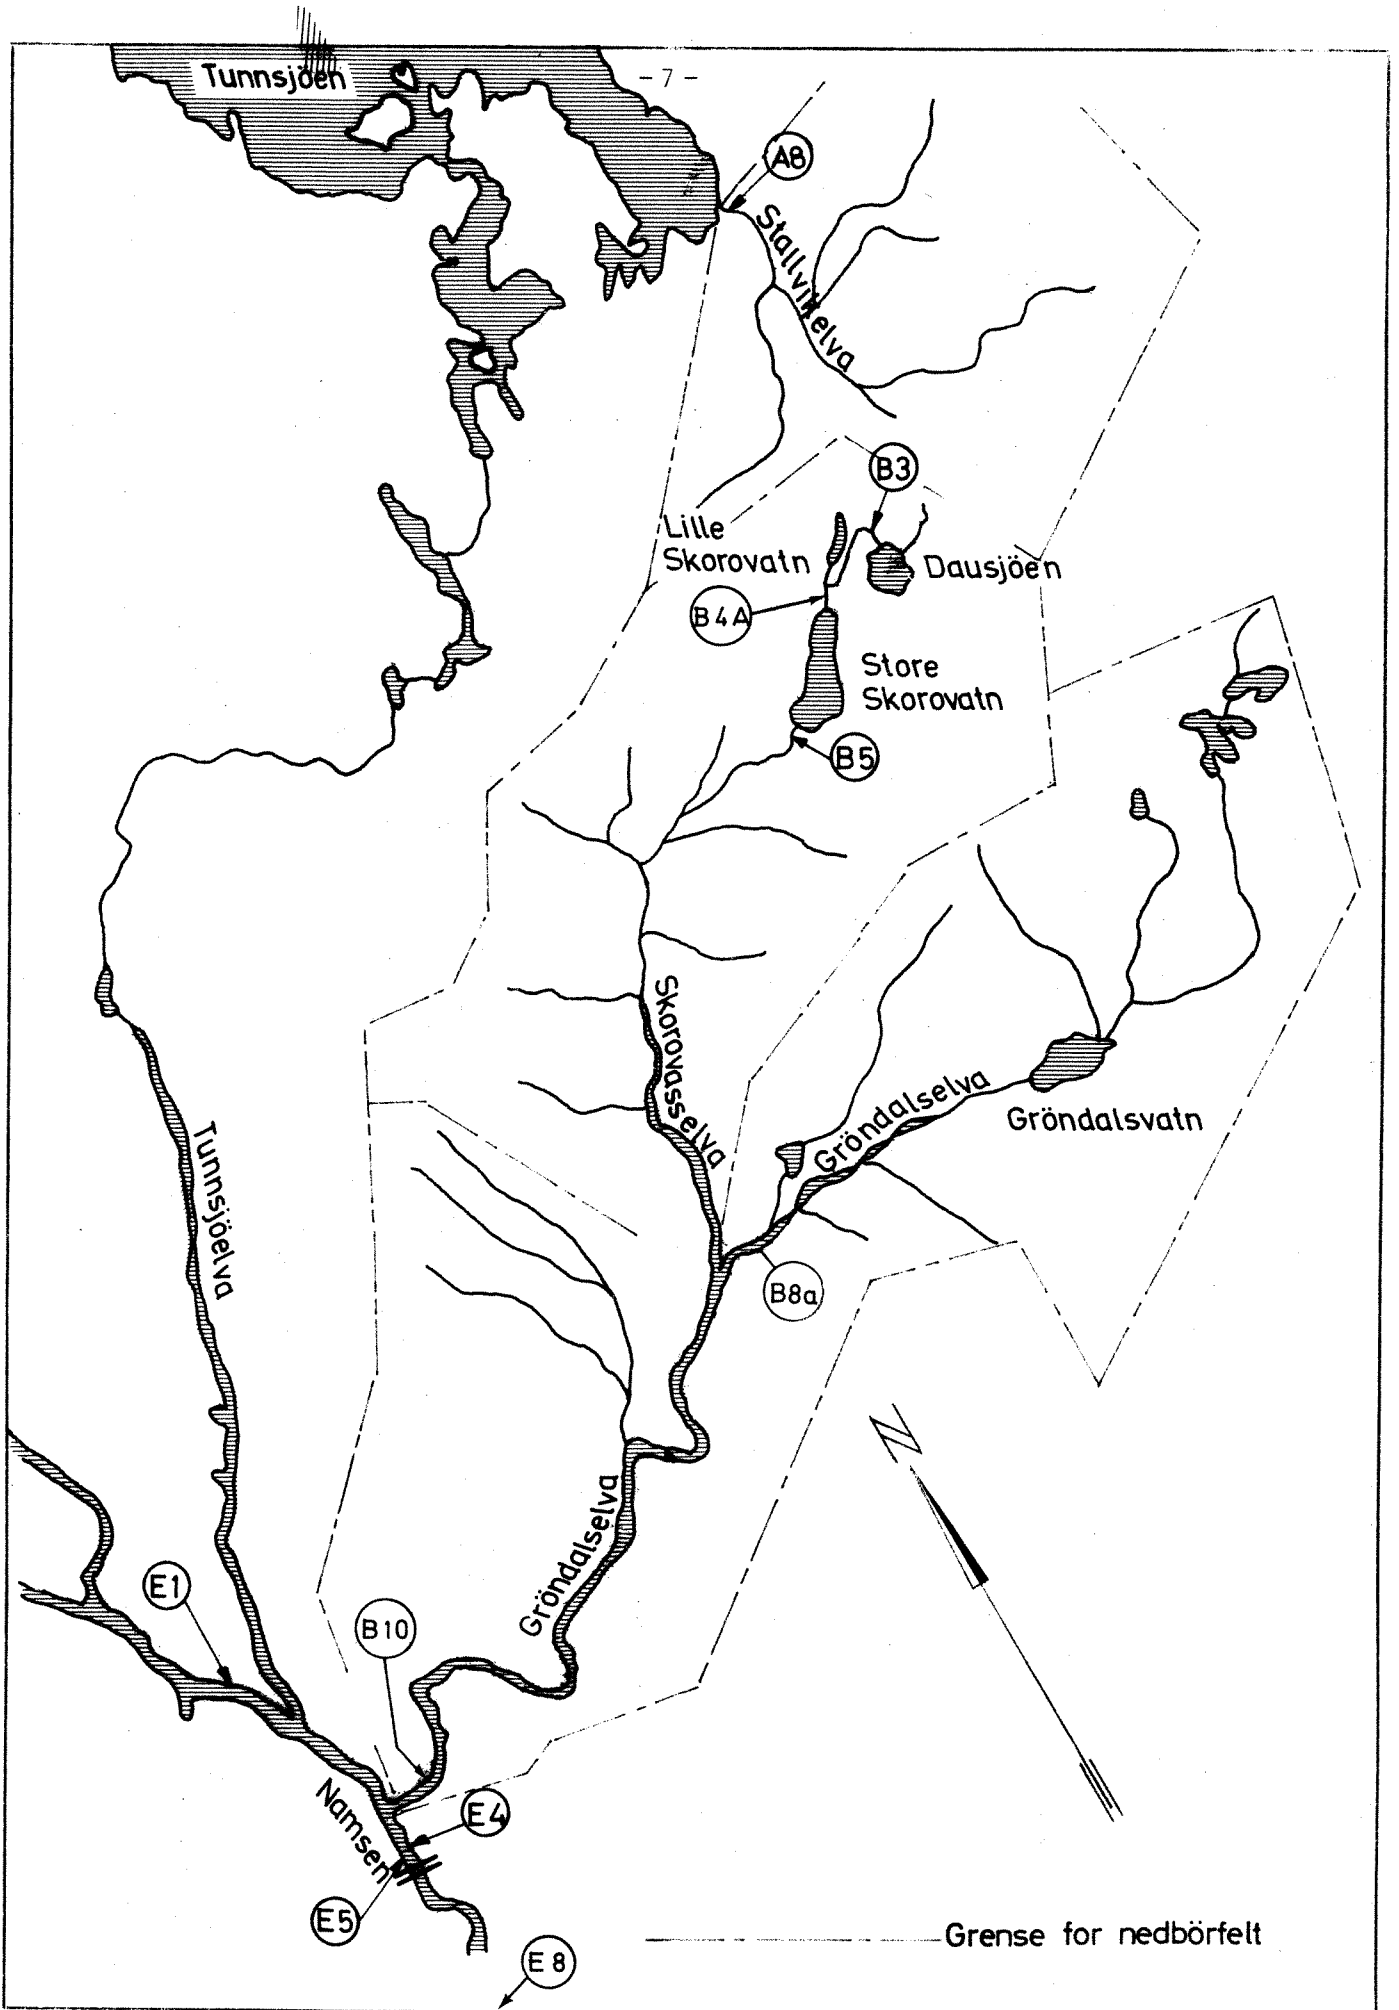 Tunnsjöen
- 7 -
A8
Stallvikelva
B3
Lille
Skorovatn
Dausjöen
B4A
Store
Skorovatn
B5
Skorovasselva
Gröndalselva
Gröndalsvatn
Tunnsjöelva
B8a
N
Gröndalselva
E1
B10
Namsen
E4
E5
Grense for nedbörfelt
E8